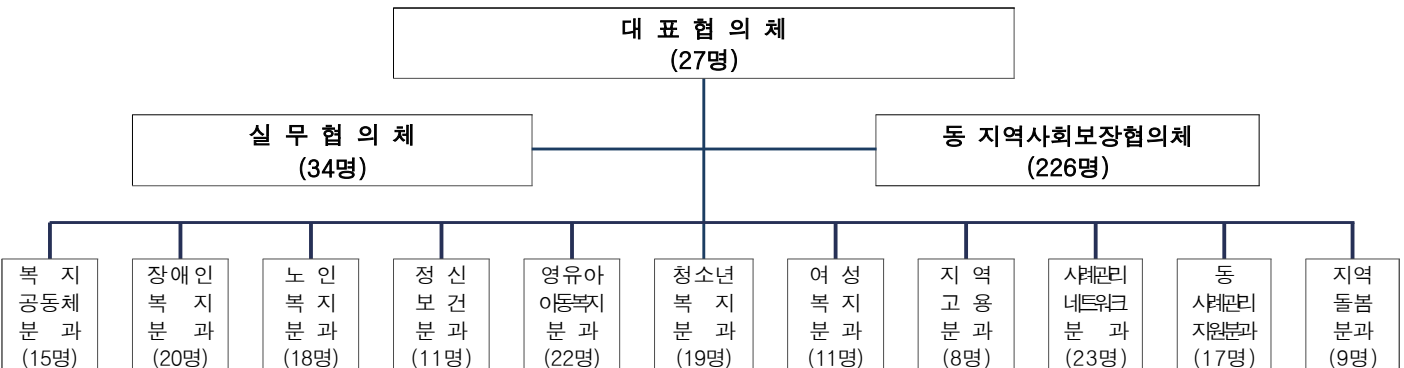 대 표 협 의 체
(27명)
실 무 협 의 체
(34명)
동 지역사회보장협의체
(226명)
복 지
공동체
분 과
(15명)
장애인
복 지
분 과
(20명)
노 인
복 지
분 과
(18명)
정 신
보 건
분 과
(11명)
영유아
아동복지
분 과
(22명)
청소년
복 지
분 과
(19명)
여 성
복 지
분 과
(11명)
지 역
고 용
분 과
(8명)
사례관리
네트워크
분 과
(23명)
동
사례관리
지원분과
(17명)
지역
돌봄
분과
(9명)